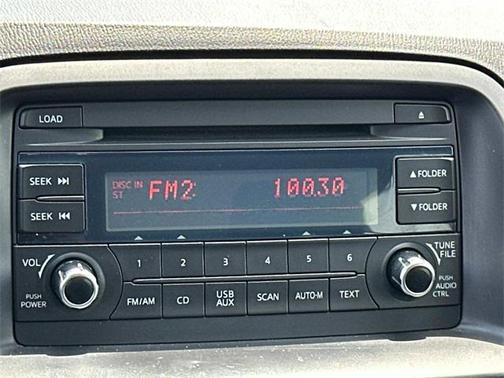 LOAD
DISC IN
ST
FM2 100.30
SEEK
SEEK
FOLDER
FOLDER
VOL
PUSH
POWER
1 2 3 4 5 6
FM/AM CD USB
AUX SCAN AUTO-M TEXT
TUNE
FILE
PUSH
AUDIO
CTRL